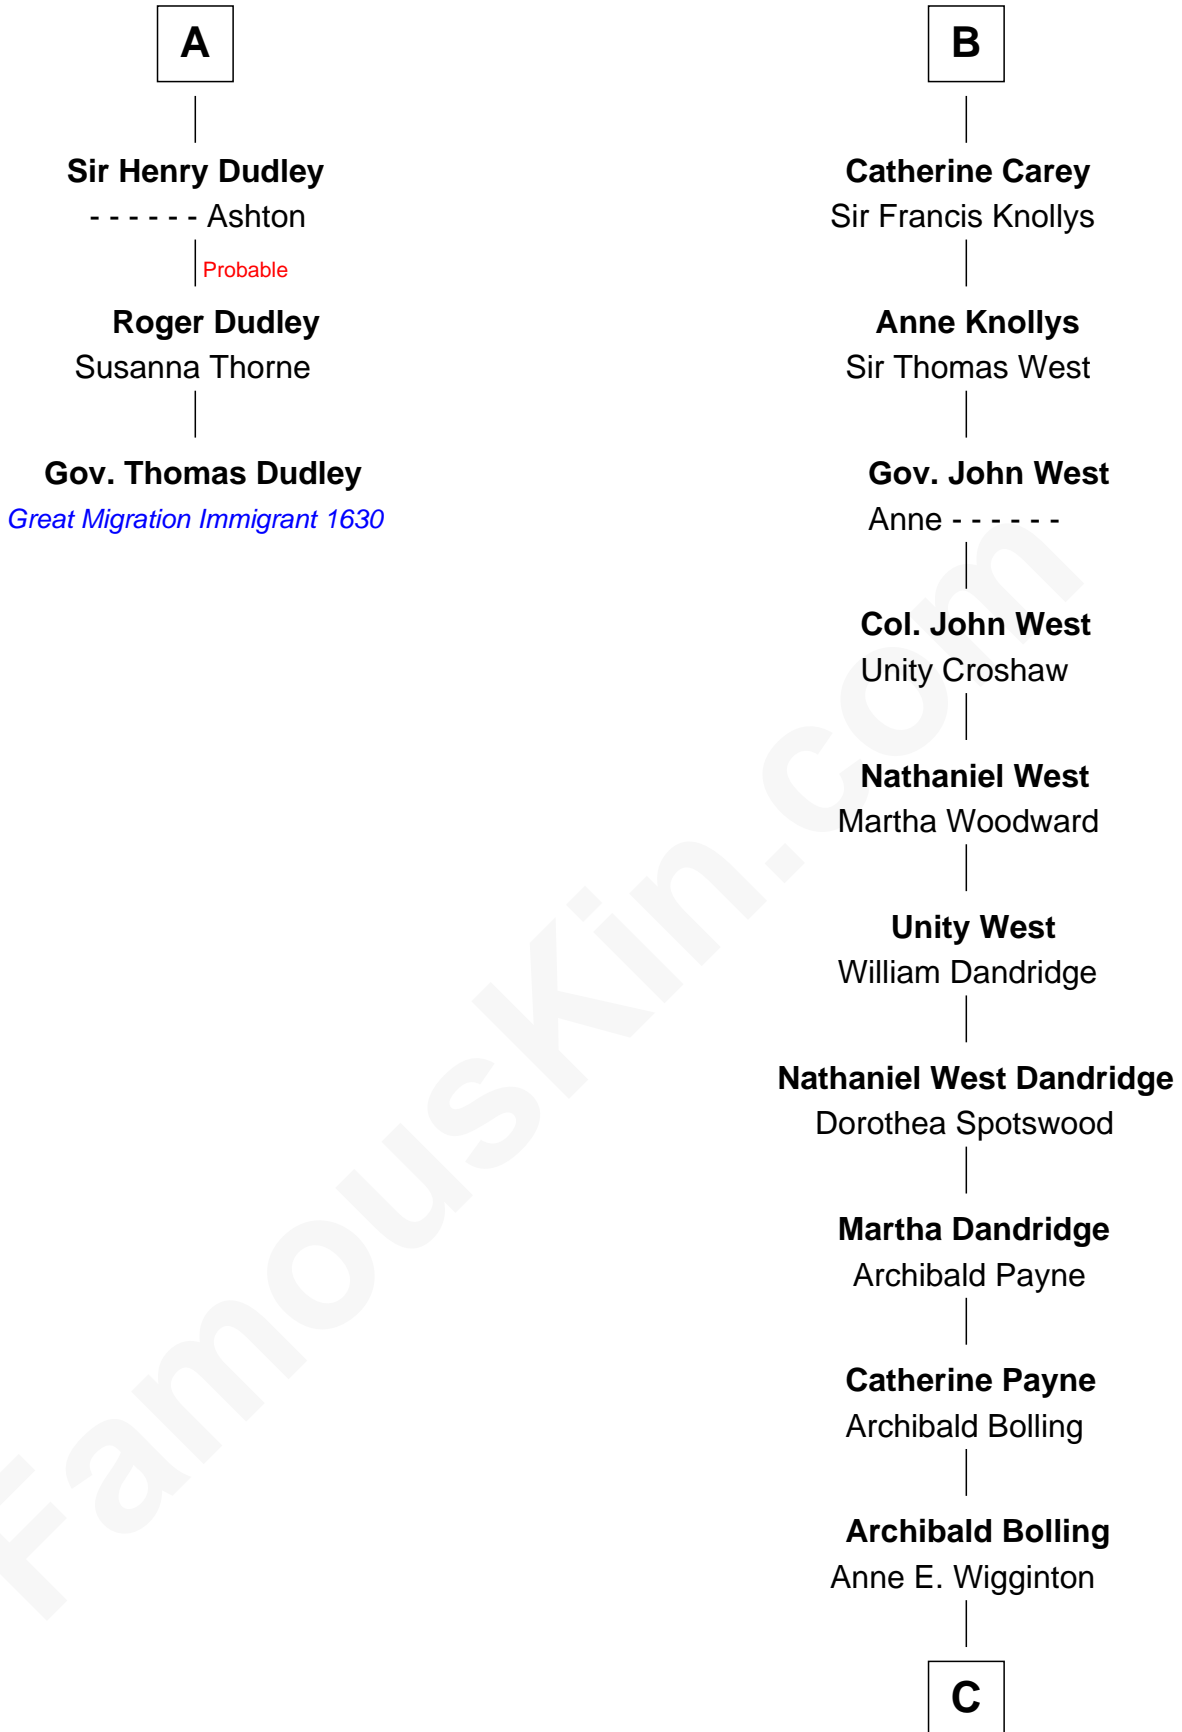 A
Sir Henry Dudley
- - - - - - Ashton
Probable
Roger Dudley
Susanna Thorne
Gov. Thomas Dudley
Great Migration Immigrant 1630
B
Catherine Carey
Sir Francis Knollys
Anne Knollys
Sir Thomas West
Gov. John West
Anne - - - - - -
Col. John West
Unity Croshaw
Nathaniel West
Martha Woodward
Unity West
William Dandridge
Nathaniel West Dandridge
Dorothea Spotswood
Martha Dandridge
Archibald Payne
Catherine Payne
Archibald Bolling
Archibald Bolling
Anne E. Wigginton
C
FamousKin.com